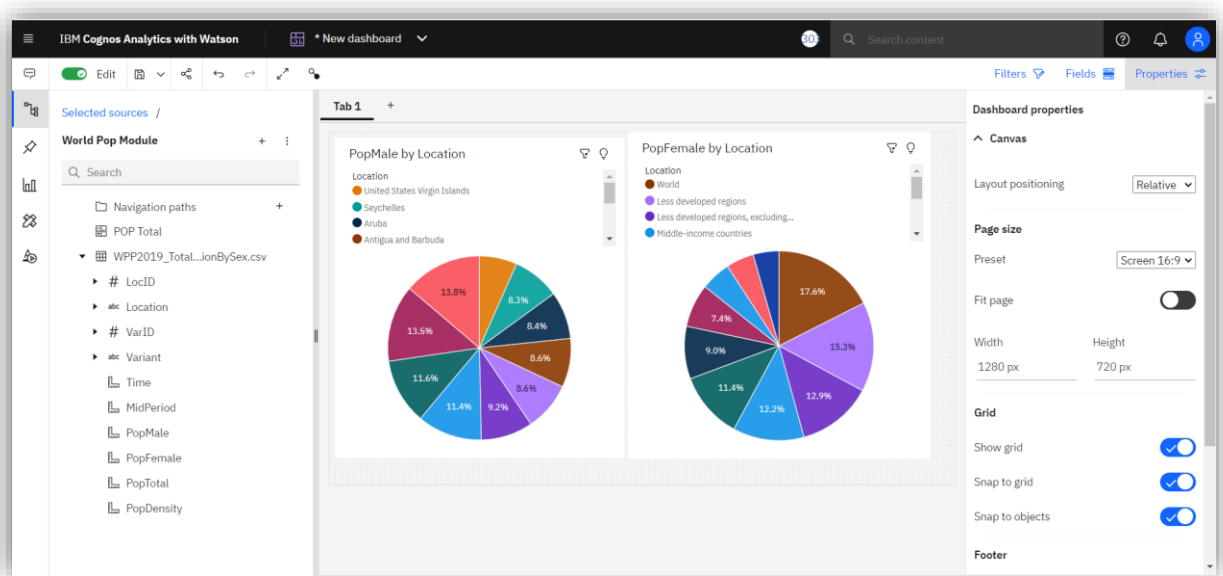 IBM Cognos Analytics with Watson
* New dashboard
303
Search content
Edit
Filters
Fields
Properties
Selected sources /
World Pop Module
Search
Navigation paths
POP Total
WPP2019_Total...ionBySex.csv
# LocID
abc Location
# VarID
abc Variant
Time
MidPeriod
PopMale
PopFemale
PopTotal
PopDensity
Tab 1 +
PopMale by Location
Location
United States Virgin Islands
Seychelles
Aruba
Antigua and Barbuda
13.8%
8.3%
8.4%
8.6%
8.6%
9.2%
11.4%
11.6%
13.5%
PopFemale by Location
Location
World
Less developed regions
Less developed regions, excluding...
Middle-income countries
17.6%
15.3%
12.9%
12.2%
11.4%
9.0%
7.4%
Dashboard properties
Canvas
Layout positioning
Relative
Page size
Preset
Screen 16:9
Fit page
Width Height
1280 px 720 px
Grid
Show grid
Snap to grid
Snap to objects
Footer